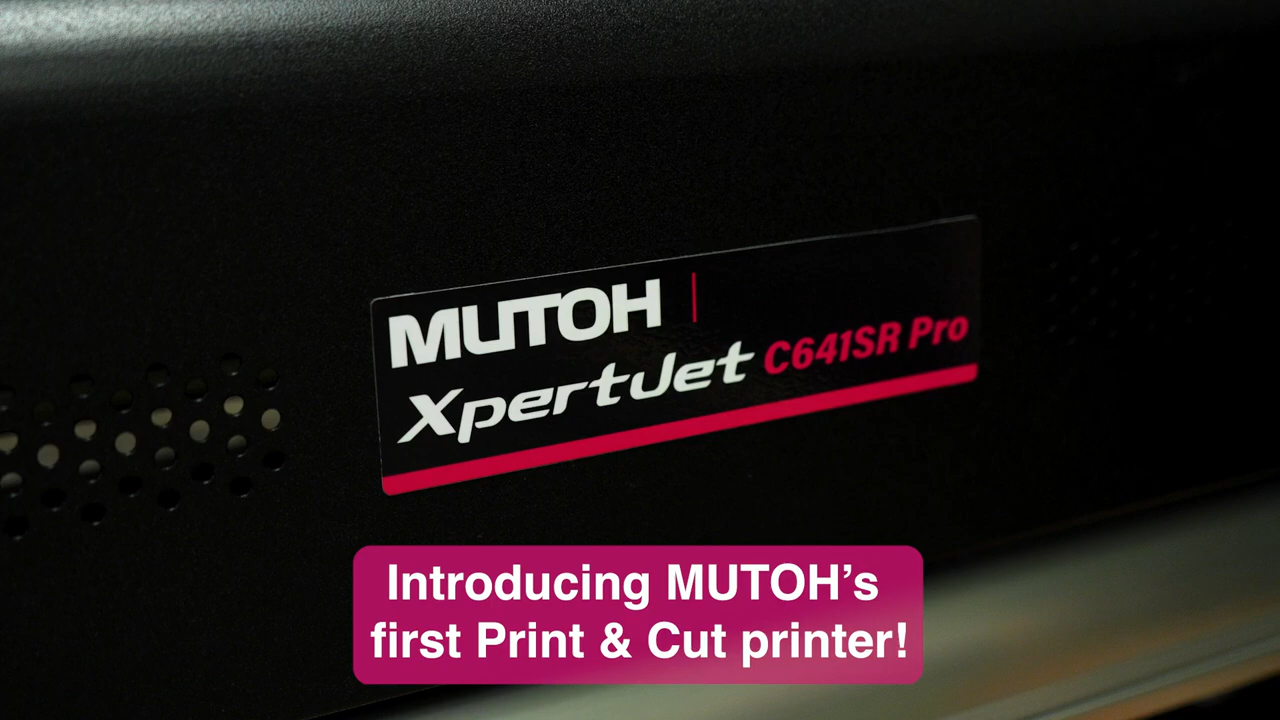 MUTOH
XpertJet C641SR Pro
Introducing MUTOH’s
first Print & Cut printer!